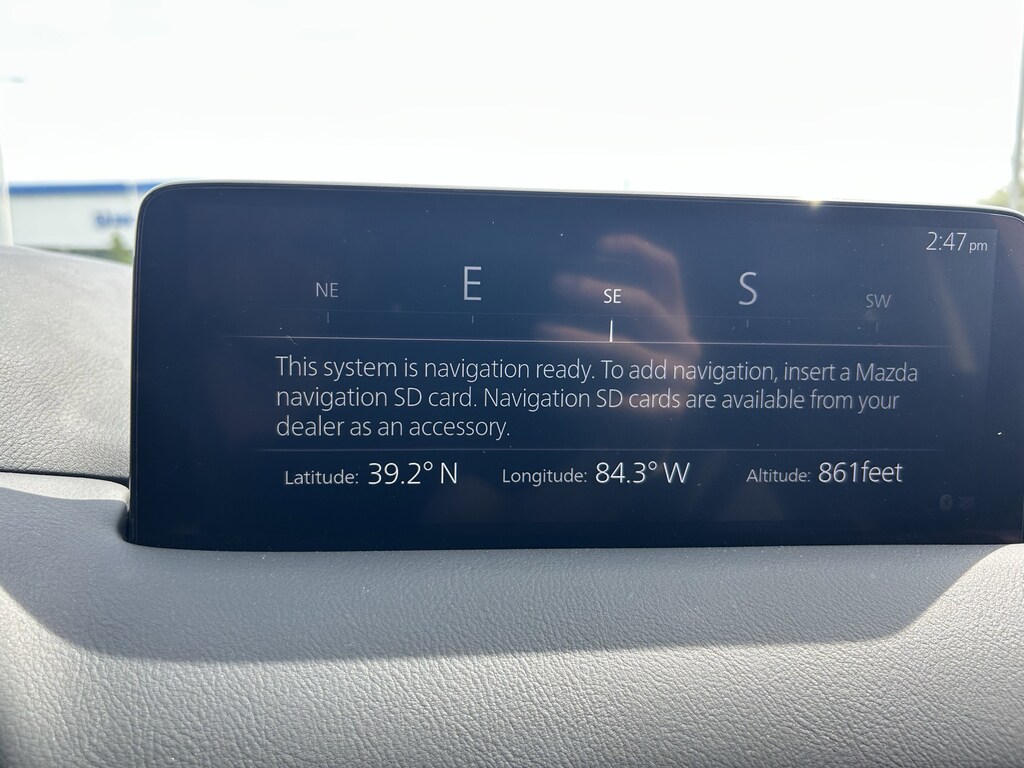 2:47 pm
NE E SE S SW
This system is navigation ready. To add navigation, insert a Mazda
navigation SD card. Navigation SD cards are available from your
dealer as an accessory.
Latitude: 39.2° N Longitude: 84.3° W Altitude: 861feet